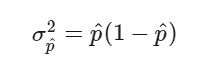 σ²_p̂ = p̂(1 − p̂)